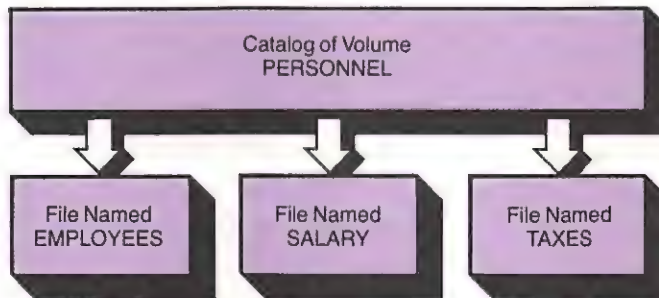 Catalog of Volume
PERSONNEL
File Named
EMPLOYEES
File Named
SALARY
File Named
TAXES